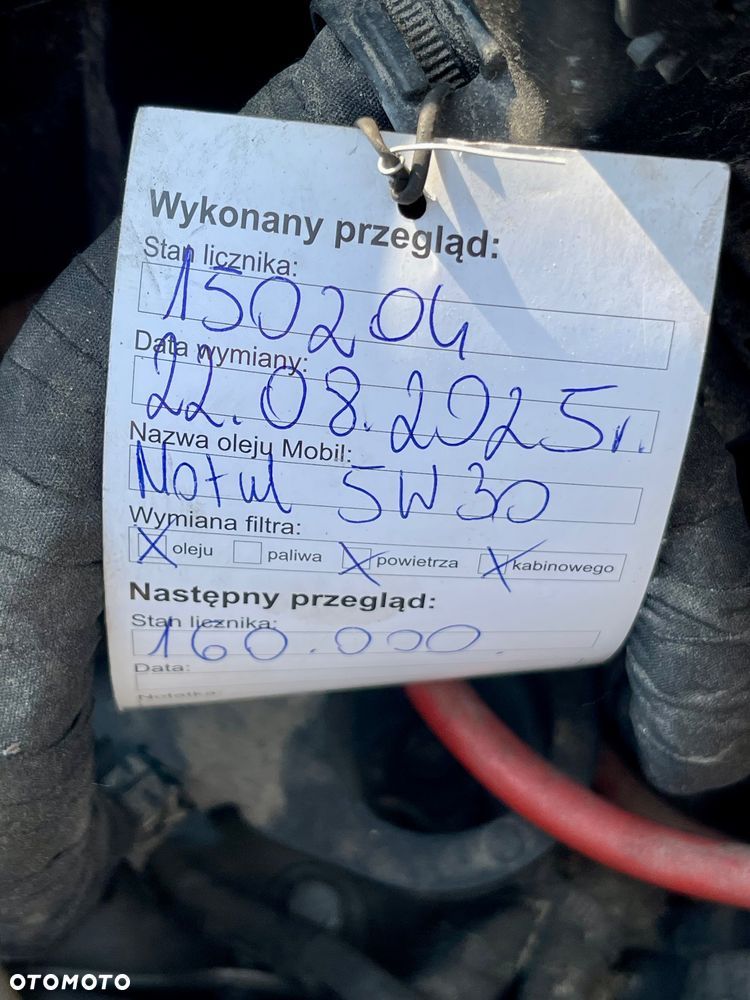 Wykonany przegląd:
Stan licznika:
150204
Data wymiany:
22.08.2025r.
Nazwa oleju Mobil:
Motul 5W30
Wymiana filtra:
X oleju paliwa X powietrza X kabinowego
Następny przegląd:
Stan licznika:
160.000.
Data:
Notatka:
OTOMOTO